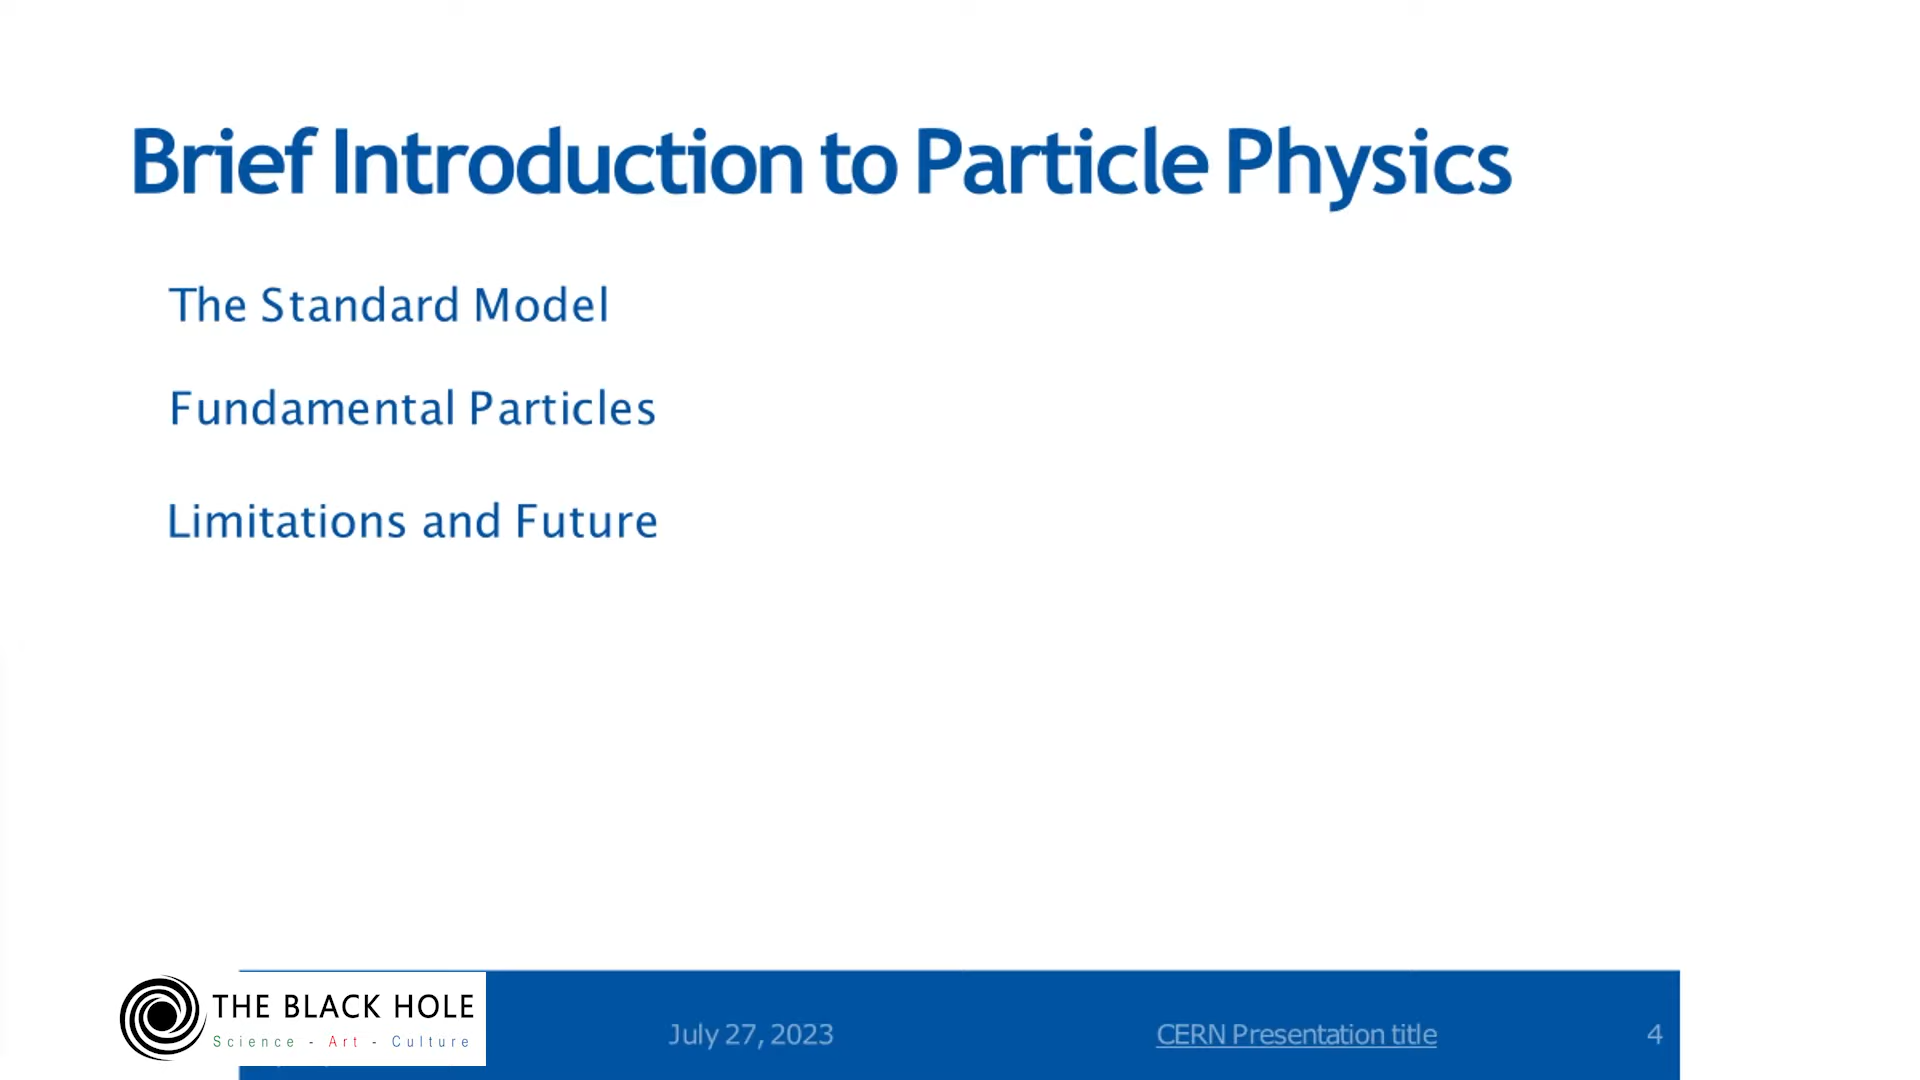 Brief Introduction to Particle Physics
The Standard Model
Fundamental Particles
Limitations and Future
THE BLACK HOLE
Science - Art - Culture
July 27, 2023
CERN Presentation title
4